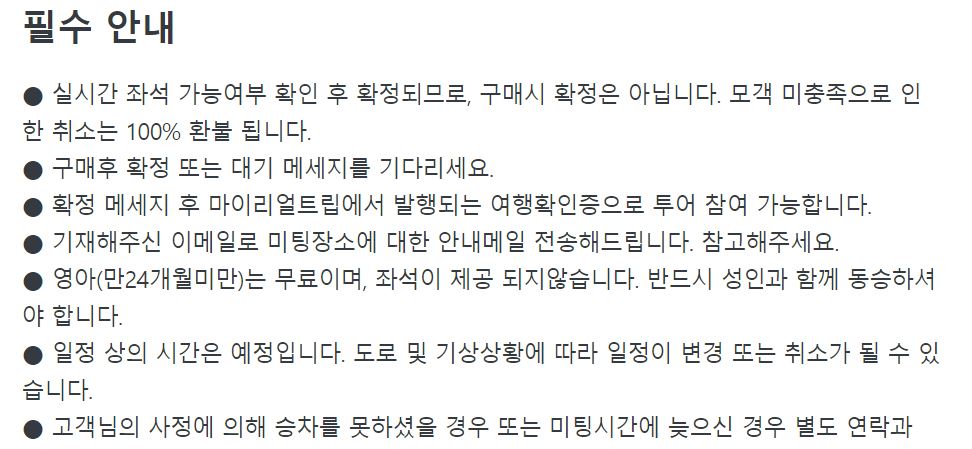 필수 안내
● 실시간 좌석 가능여부 확인 후 확정되므로, 구매시 확정은 아닙니다. 모객 미충족으로 인
한 취소는 100% 환불 됩니다.
● 구매후 확정 또는 대기 메세지를 기다리세요.
● 확정 메세지 후 마이리얼트립에서 발행되는 여행확인증으로 투어 참여 가능합니다.
● 기재해주신 이메일로 미팅장소에 대한 안내메일 전송해드립니다. 참고해주세요.
● 영아(만24개월미만)는 무료이며, 좌석이 제공 되지않습니다. 반드시 성인과 함께 동승하셔
야 합니다.
● 일정 상의 시간은 예정입니다. 도로 및 기상상황에 따라 일정이 변경 또는 취소가 될 수 있
습니다.
● 고객님의 사정에 의해 승차를 못하셨을 경우 또는 미팅시간에 늦으신 경우 별도 연락과